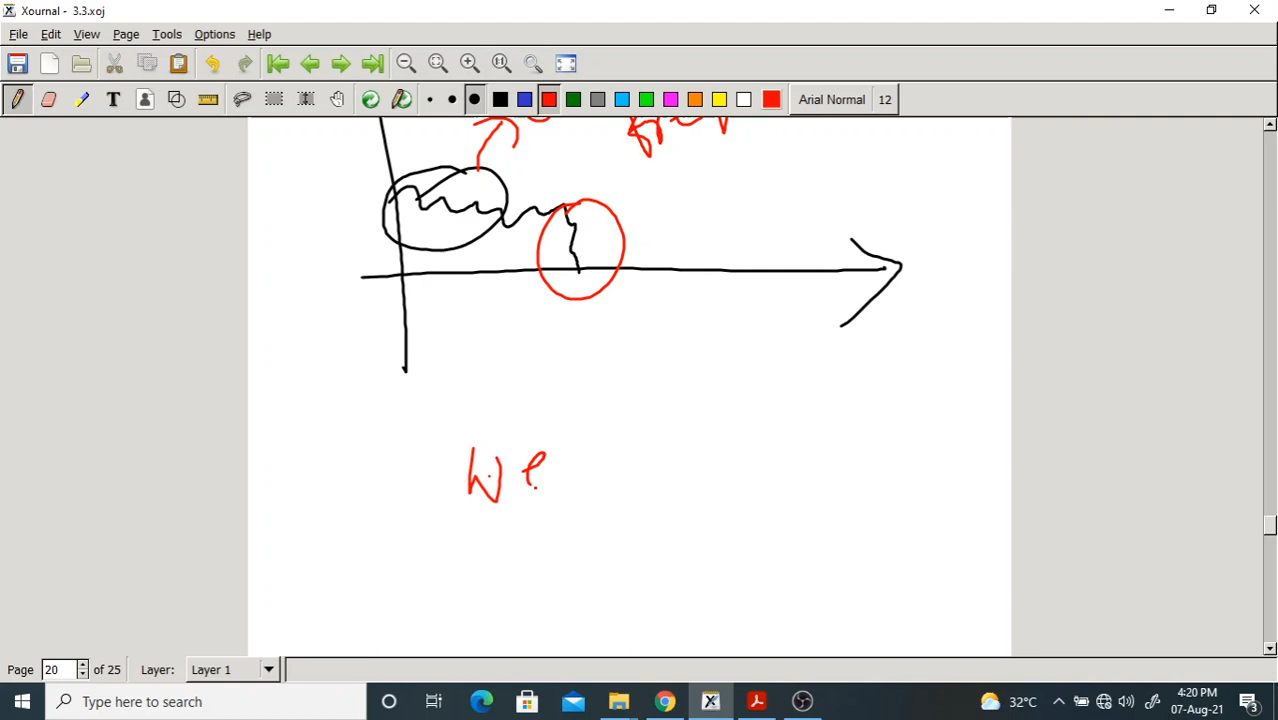 Xournal - 3.3.xoj
File Edit View Page Tools Options Help
Arial Normal 12
We
Page 20 of 25 Layer: Layer 1
Type here to search
32°C
4:20 PM
07-Aug-21
3